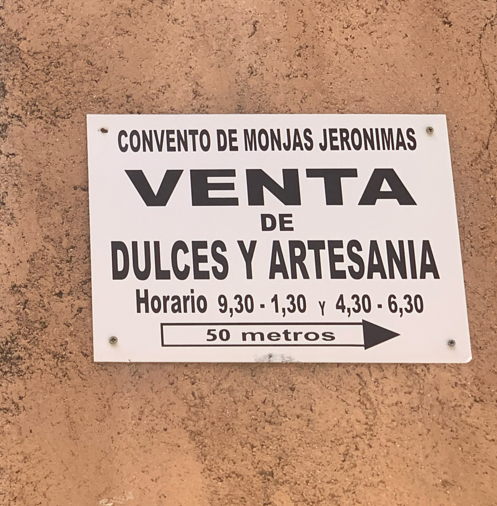 CONVENTO DE MONJAS JERONIMAS
VENTA
DE
DULCES Y ARTESANIA
Horario 9,30 - 1,30 Y 4,30 - 6,30
50 metros